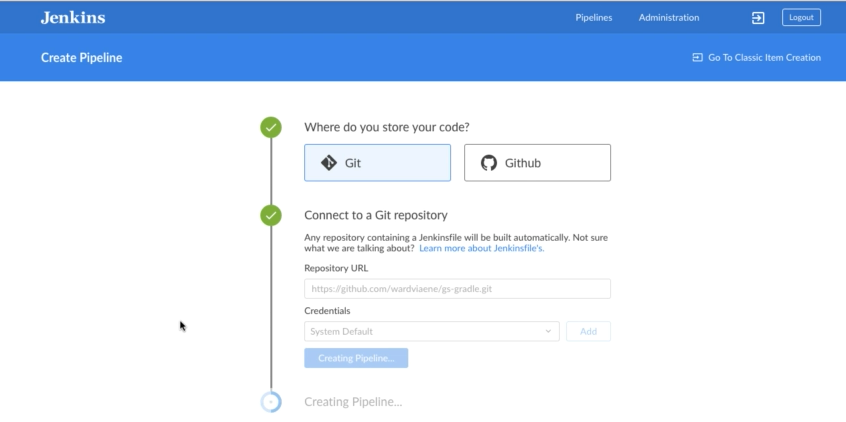 Jenkins
Pipelines
Administration
Logout
Create Pipeline
Go To Classic Item Creation
Where do you store your code?
Git
Github
Connect to a Git repository
Any repository containing a Jenkinsfile will be built automatically. Not sure
what we are talking about? Learn more about Jenkinsfile's.
Repository URL
https://github.com/wardviaene/gs-gradle.git
Credentials
System Default
Add
Creating Pipeline...
Creating Pipeline...